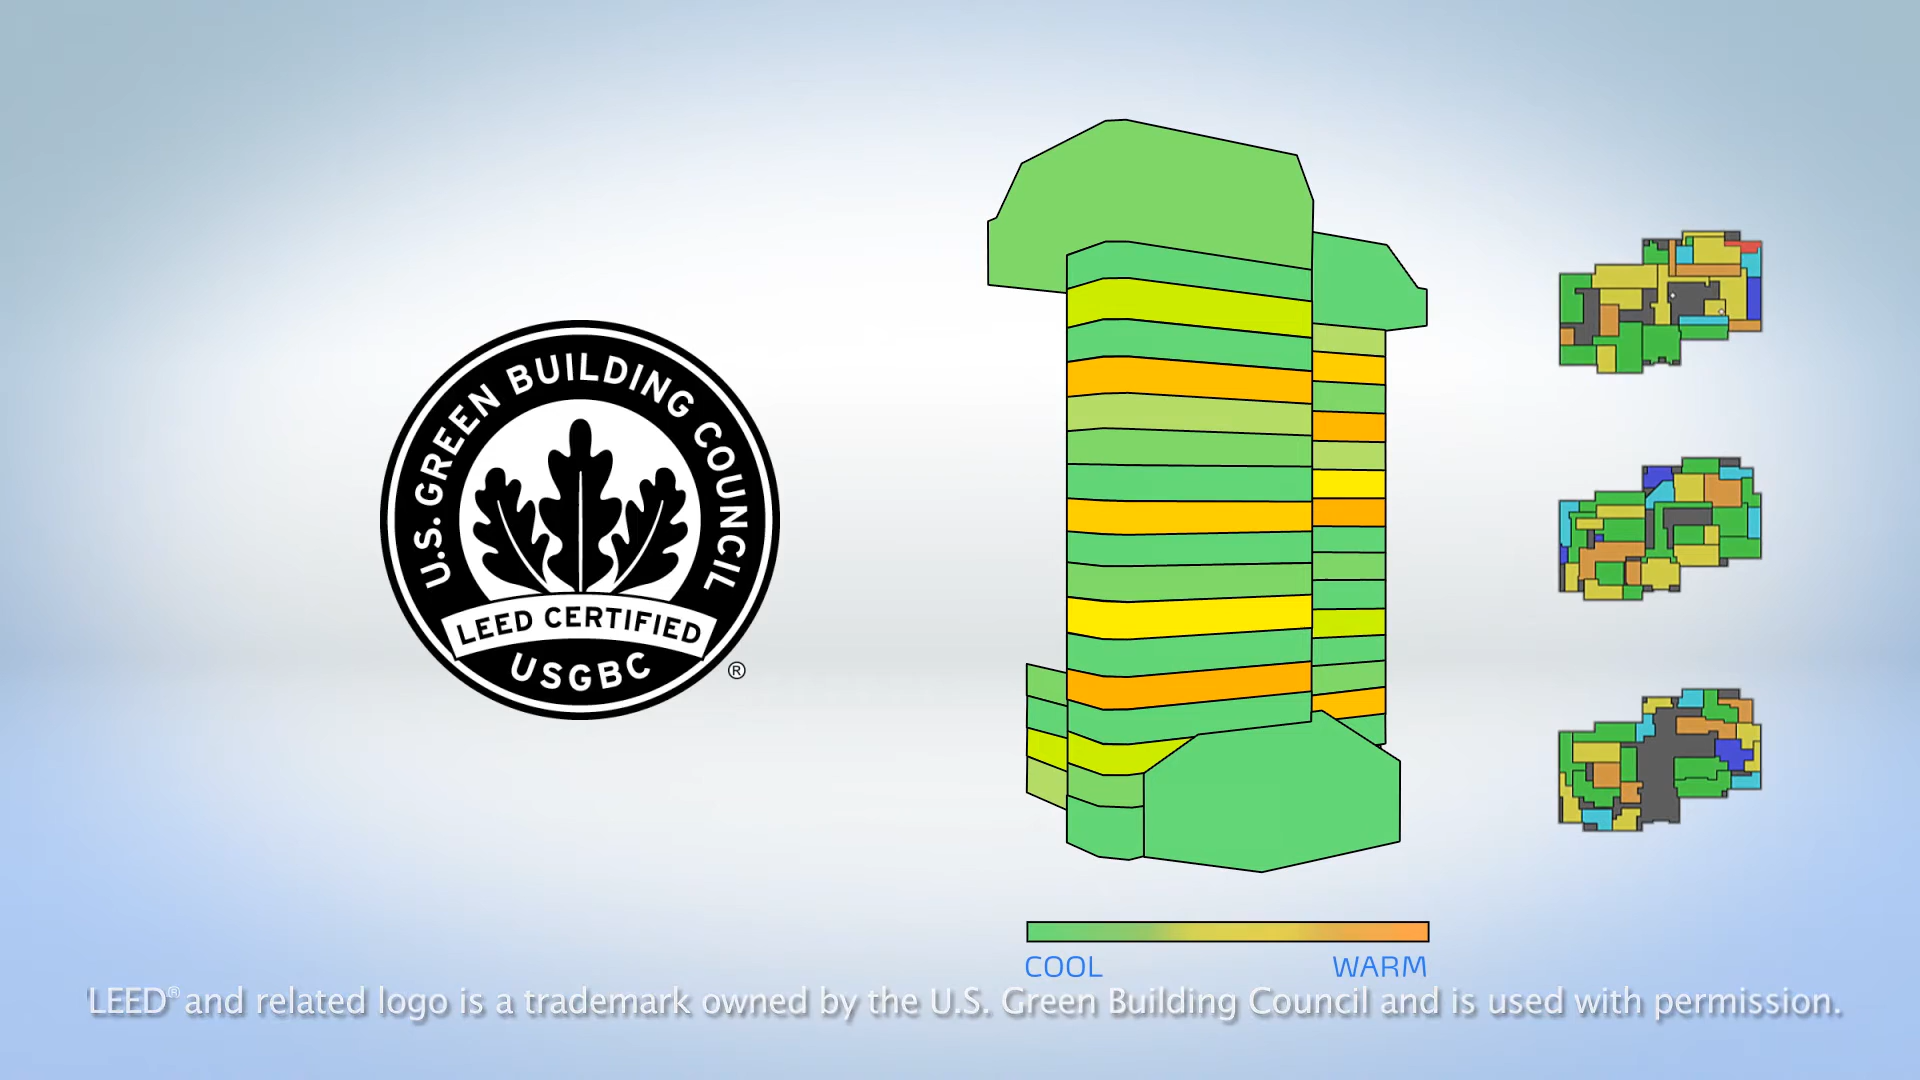 U.S. GREEN BUILDING COUNCIL
LEED CERTIFIED
USGBC
®
COOL
WARM
LEED® and related logo is a trademark owned by the U.S. Green Building Council and is used with permission.